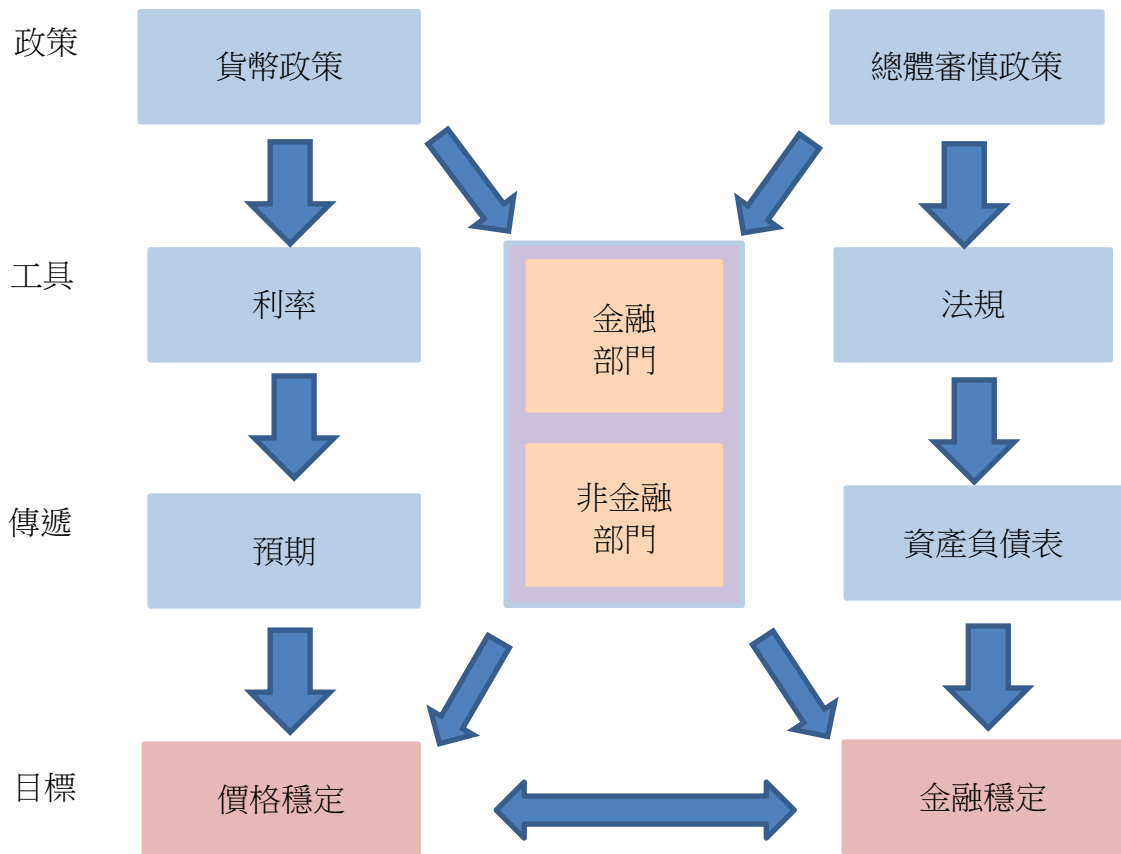 政策
貨幣政策
總體審慎政策
工具
利率
金融
部門
法規
傳遞
預期
非金融
部門
資產負債表
目標
價格穩定
金融穩定